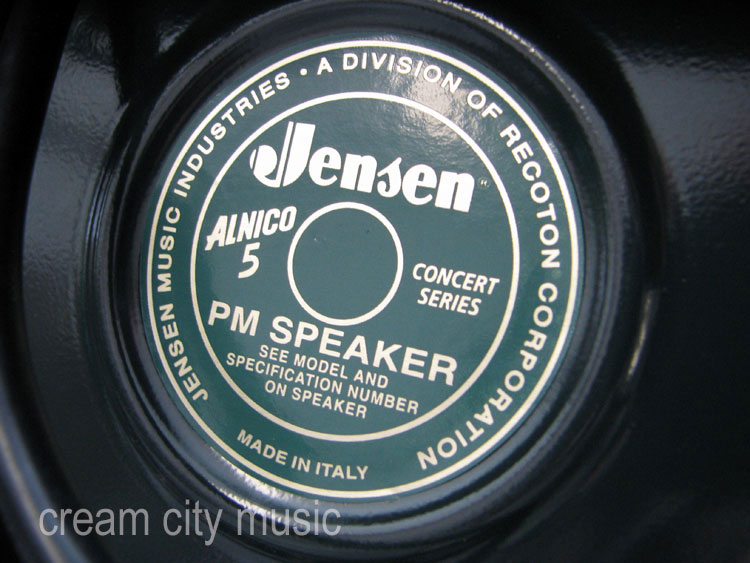 JENSEN MUSIC INDUSTRIES • A DIVISION OF RECOTON CORPORATION
Jensen
ALNICO
5
CONCERT
SERIES
PM SPEAKER
SEE MODEL AND
SPECIFICATION NUMBER
ON SPEAKER
MADE IN ITALY
cream city music